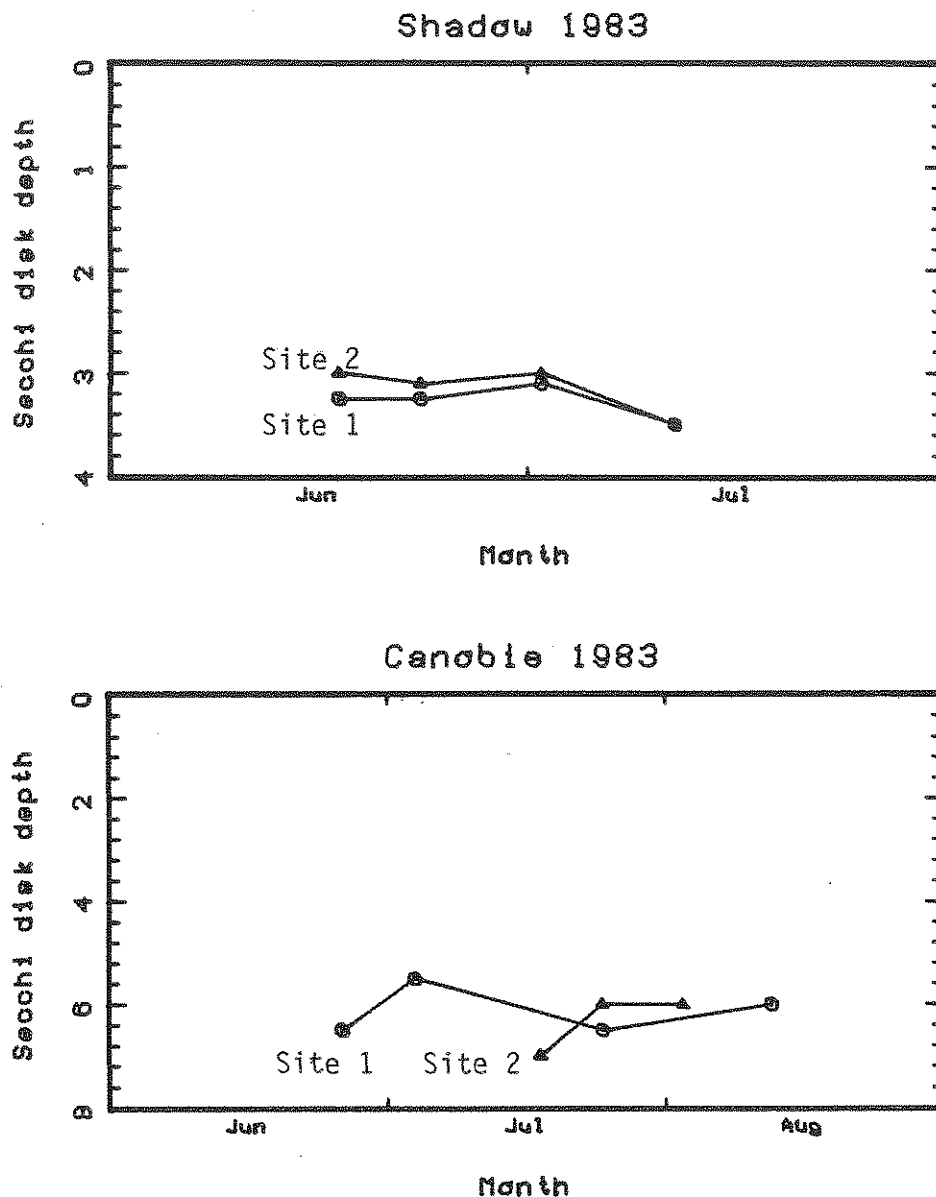 Shadow 1983
Secchi disk depth
0
1
2
3
4
Site 2
Site 1
Jun
Jul
Month
Canobie 1983
Secchi disk depth
0
2
4
6
8
Site 1
Site 2
Jun
Jul
Aug
Month